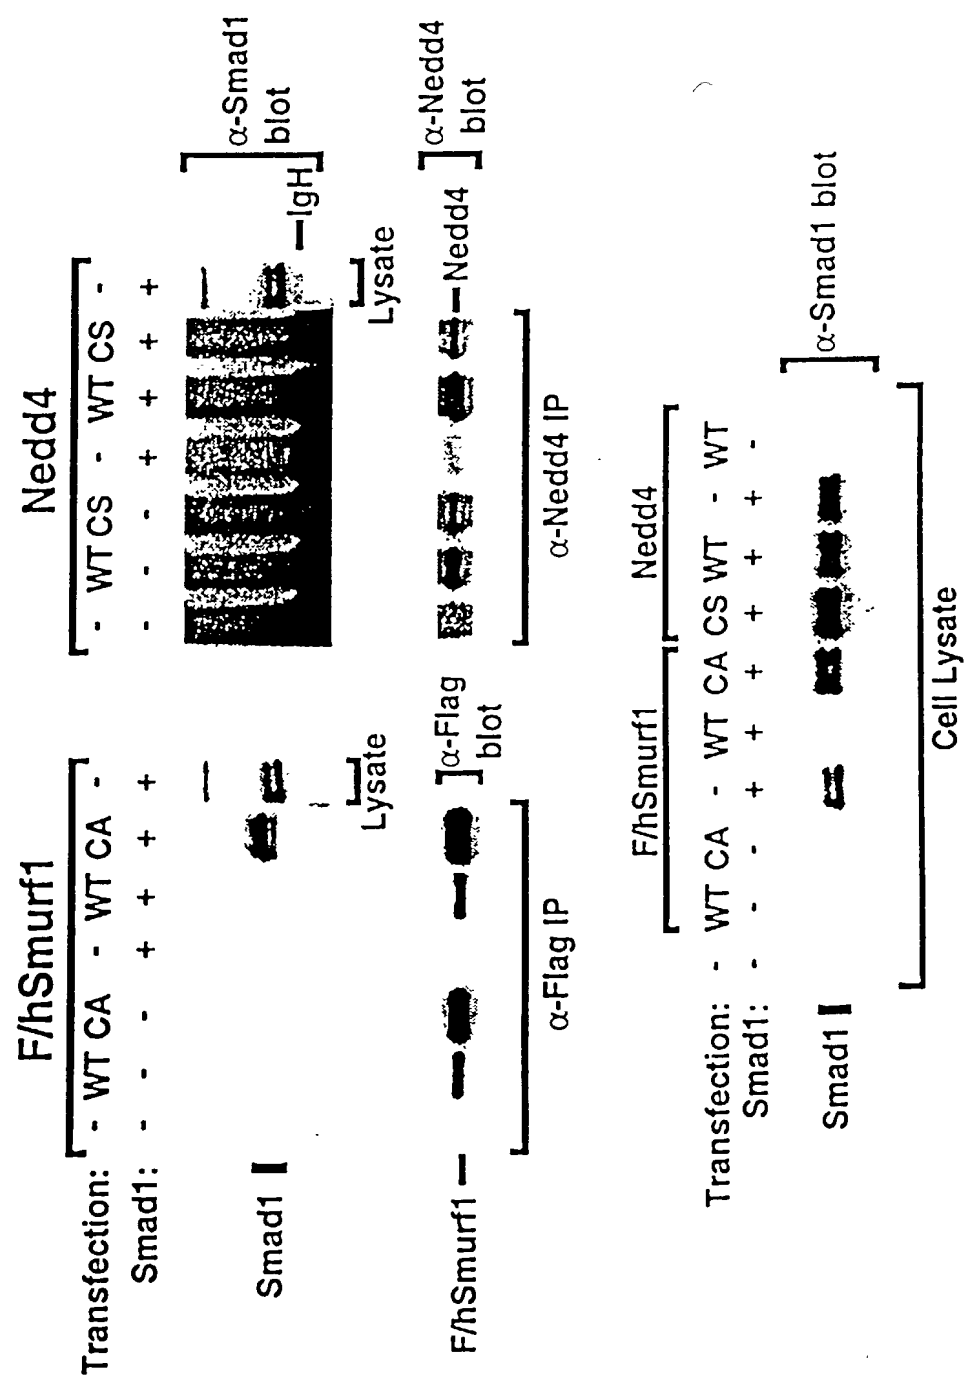 F/hSmurf1 Nedd4
Transfection: - WT CA - WT CA - - WT CS - WT CS -
Smad1: - - - + + + + - - - + + + +
Smad1
α-Smad1
blot
IgH
Lysate
Lysate
F/hSmurf1
α-Flag
blot
Nedd4
α-Nedd4
blot
α-Flag IP
α-Nedd4 IP
F/hSmurf1 Nedd4
Transfection: - WT CA - WT CA CS WT - WT
Smad1: - - - + + + + + + -
Smad1
α-Smad1 blot
Cell Lysate